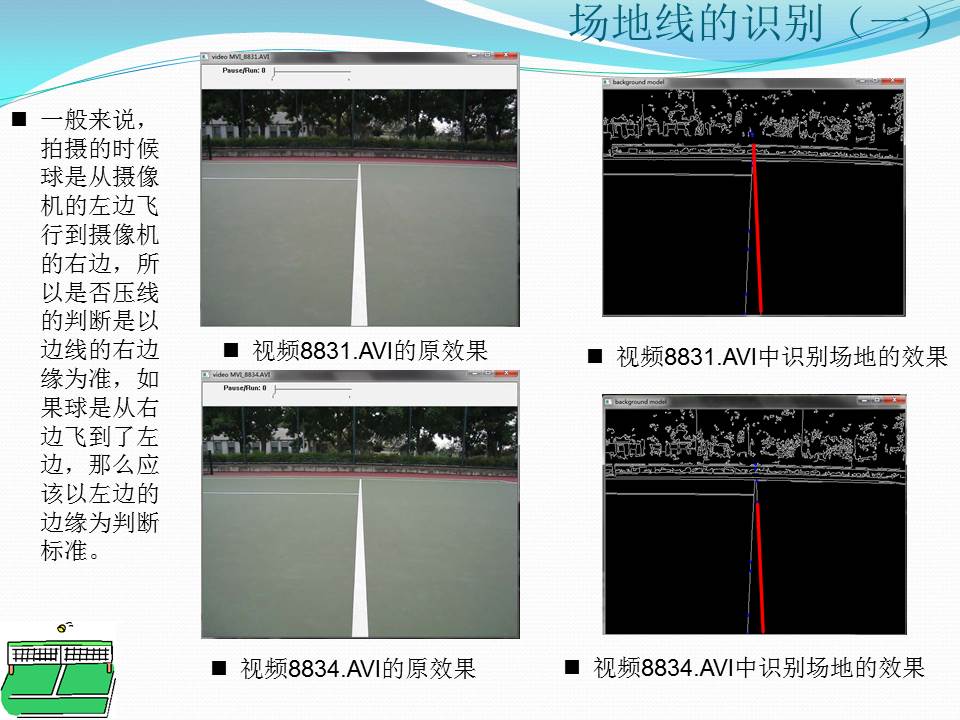 场地线的识别（一）
一般来说，
拍摄的时候
球是从摄像
机的左边飞
行到摄像机
的右边，所
以是否压线
的判断是以
边线的右边
缘为准，如
果球是从右
边飞到了左
边，那么应
该以左边的
边缘为判断
标准。
video MVI_8831.AVI
Pause/Run: 0
background model
视频8831.AVI的原效果
视频8831.AVI中识别场地的效果
video MVI_8834.AVI
Pause/Run: 0
background model
视频8834.AVI的原效果
视频8834.AVI中识别场地的效果